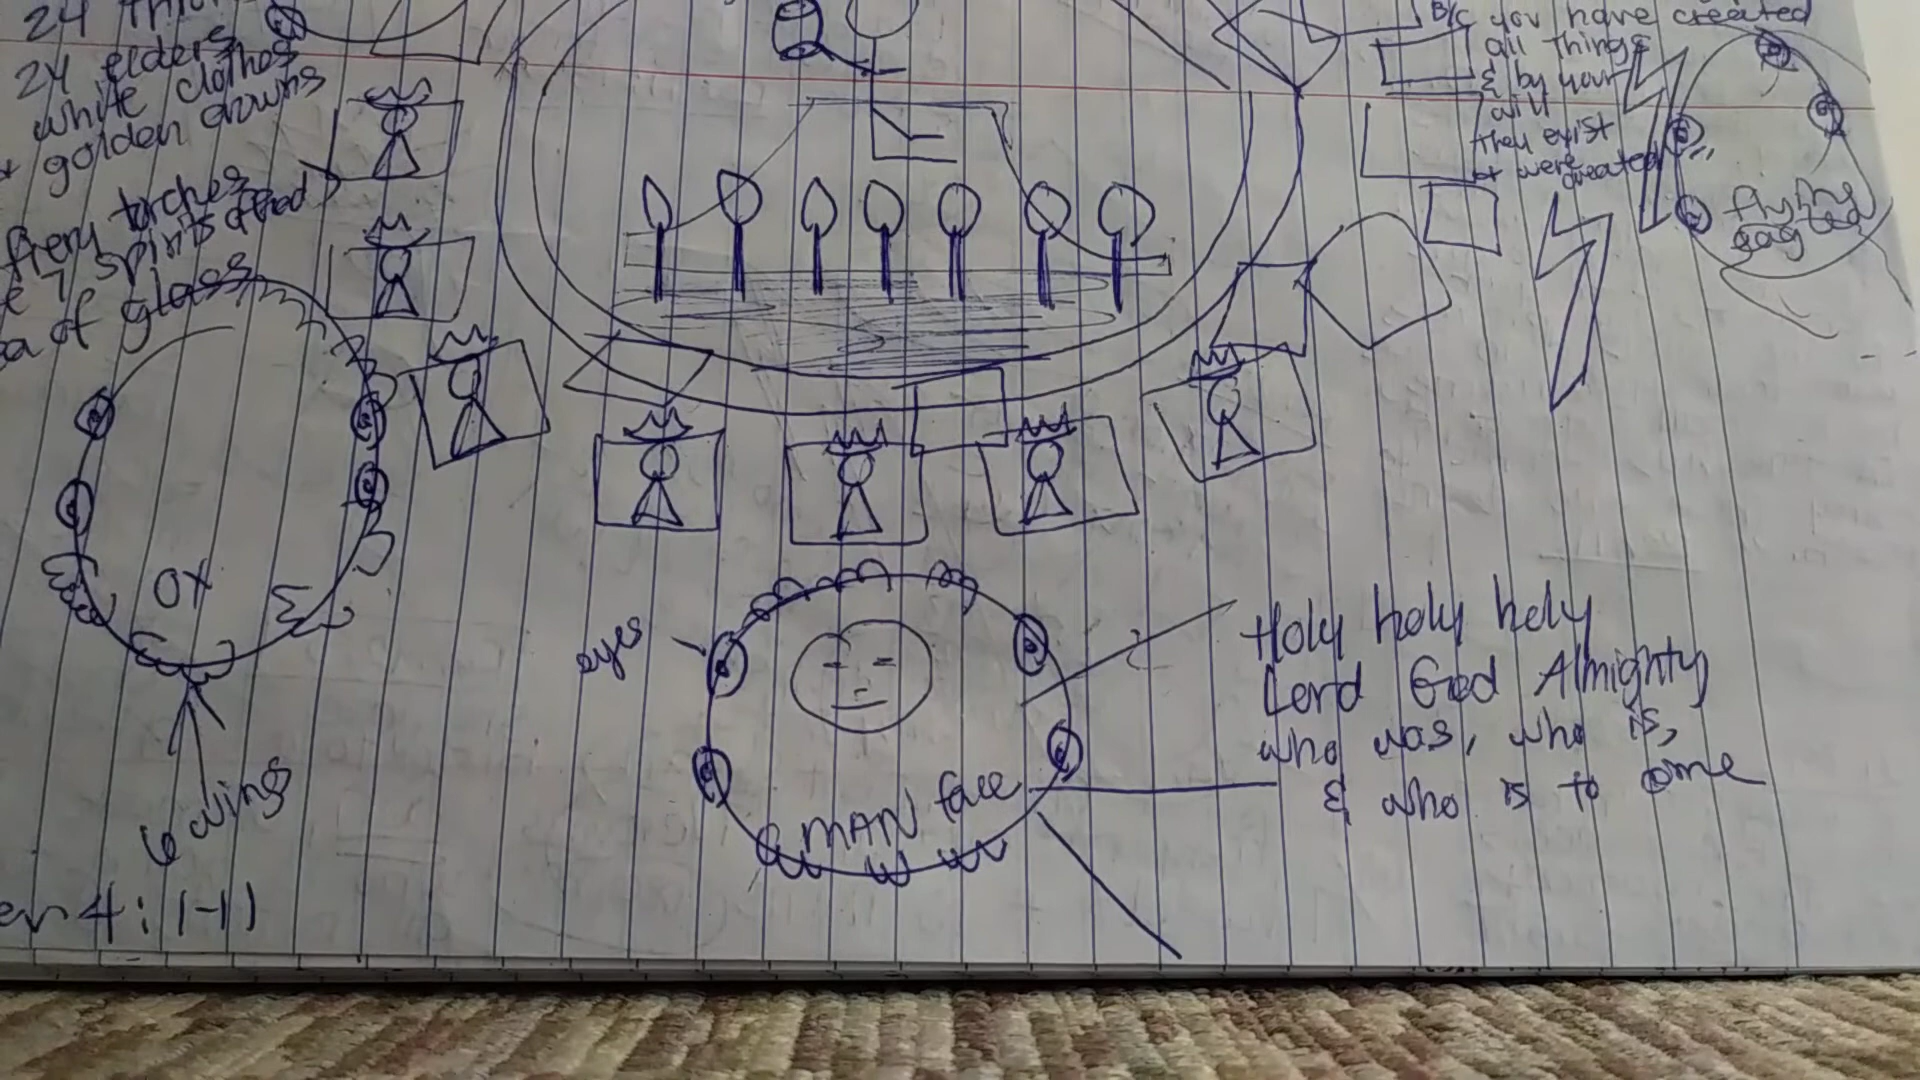 24
24 elders
white clothes
golden crowns
fiery torches
7 spirits of God
of glass
B/c you have created
all things
& by your
will
they exist
& were
created
flying
eagle
OX
6 wings
eyes
MAN face
Holy holy holy
Lord God Almighty
who was, who is,
& who is to come
4:1-11